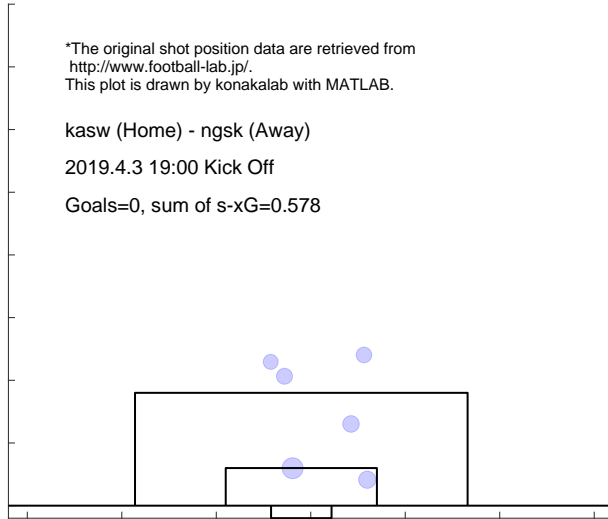 *The original shot position data are retrieved from
http://www.football-lab.jp/.
This plot is drawn by konakalab with MATLAB.
kasw (Home) - ngsk (Away)
2019.4.3 19:00 Kick Off
Goals=0, sum of s-xG=0.578